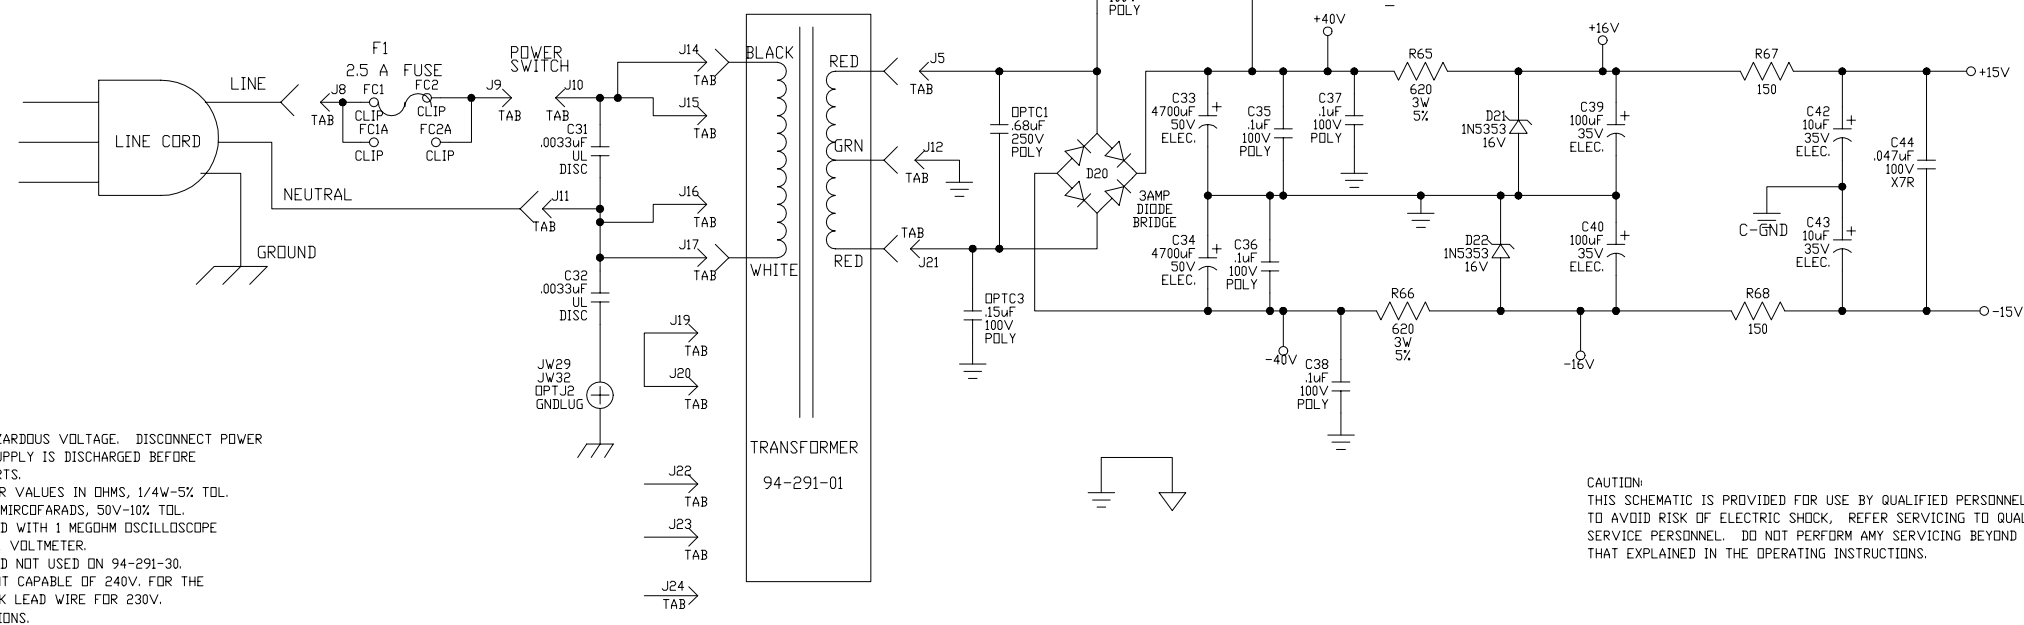 100V
POLY
+40V
+16V
F1
2.5 A FUSE
POWER
SWITCH
LINE
J8
TAB
FC1
CLIP
FC2
CLIP
FC1A
CLIP
FC2A
CLIP
J9
TAB
J10
TAB
LINE CORD
NEUTRAL
GROUND
J11
TAB
C31
.0033uF
UL
DISC
C32
.0033uF
UL
DISC
JW29
JW32
OPTJ2
GNDLUG
J14
TAB
J15
TAB
J16
TAB
J17
TAB
J19
TAB
J20
TAB
J22
TAB
J23
TAB
J24
TAB
BLACK
WHITE
RED
GRN
RED
TRANSFORMER
94-291-01
J5
TAB
J12
TAB
TAB
J21
OPTC1
.68uF
250V
POLY
OPTC3
.15uF
100V
POLY
D20
3AMP
DIODE
BRIDGE
C33
4700uF
50V
ELEC.
+
C35
.1uF
100V
POLY
C37
.1uF
100V
POLY
C34
4700uF
50V
ELEC.
+
C36
.1uF
100V
POLY
R65
620
3W
5%
R66
620
3W
5%
-40V
C38
.1uF
100V
POLY
D21
1N5353
16V
D22
1N5353
16V
C39
100uF
35V
ELEC.
+
C40
100uF
35V
ELEC.
+
-16V
R67
150
R68
150
C42
10uF
35V
ELEC.
+
C43
10uF
35V
ELEC.
+
C-GND
C44
.047uF
100V
X7R
+15V
-15V
ZARDOUS VOLTAGE. DISCONNECT POWER
UPPLY IS DISCHARGED BEFORE
RTS.
R VALUES IN OHMS, 1/4W-5% TOL.
MIRCOFARADS, 50V-10% TOL.
D WITH 1 MEGOHM OSCILLOSCOPE
VOLTMETER.
D NOT USED ON 94-291-30.
T CAPABLE OF 240V. FOR THE
K LEAD WIRE FOR 230V.
IONS.
CAUTION:
THIS SCHEMATIC IS PROVIDED FOR USE BY QUALIFIED PERSONNEL
TO AVOID RISK OF ELECTRIC SHOCK, REFER SERVICING TO QUAL
SERVICE PERSONNEL. DO NOT PERFORM AMY SERVICING BEYOND
THAT EXPLAINED IN THE OPERATING INSTRUCTIONS.